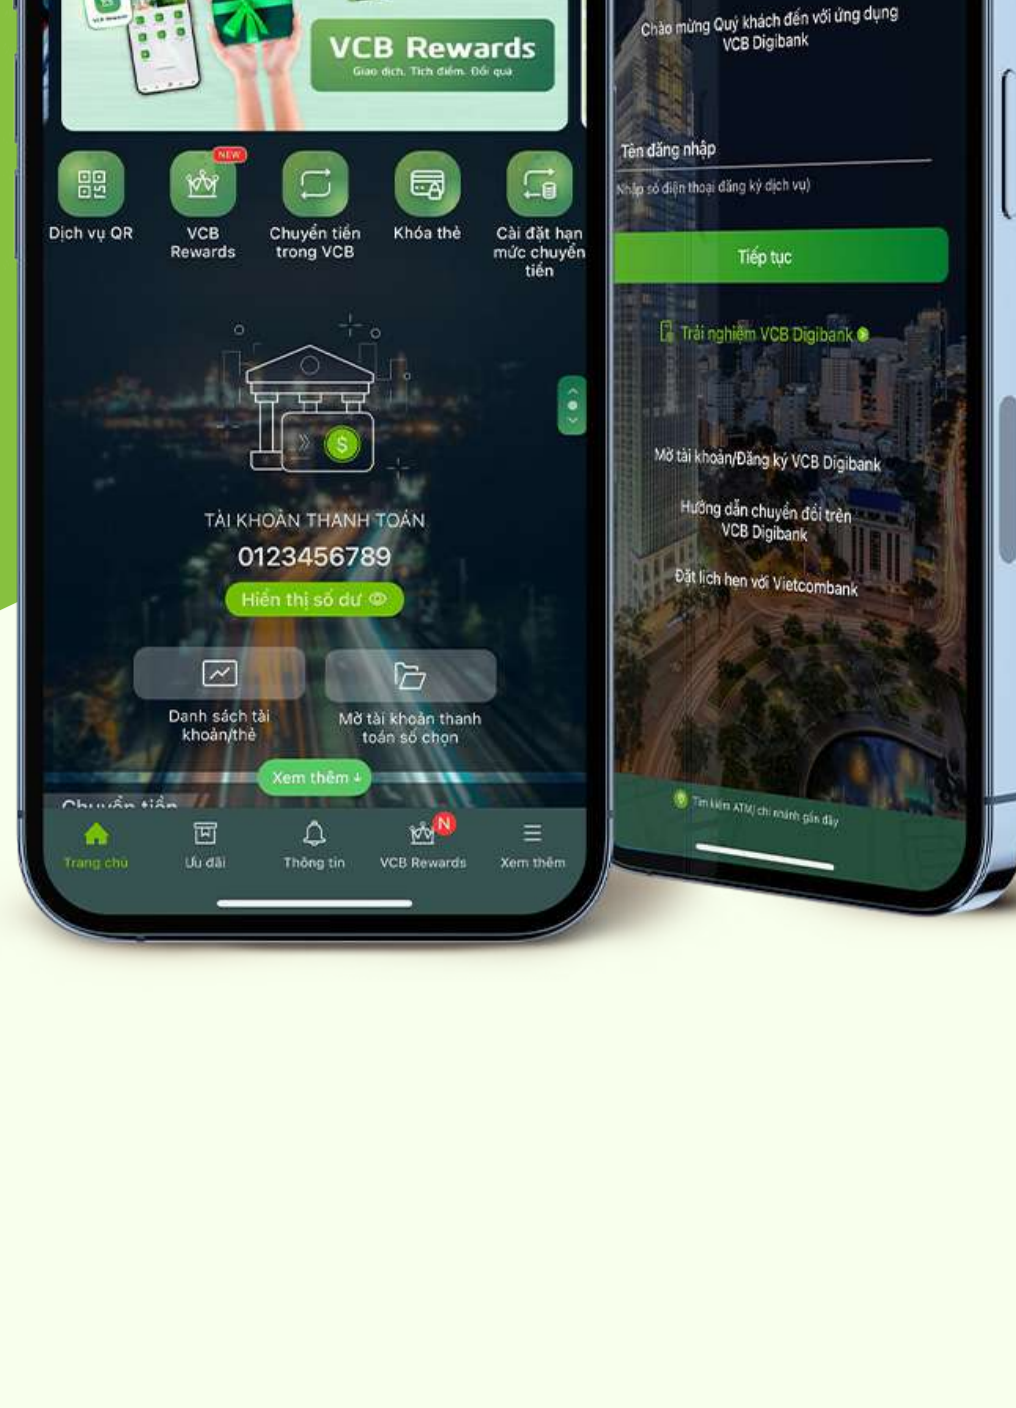 VCB Rewards
Giao dịch. Tích điểm. Đổi quà
NEW
Dịch vụ QR
VCB
Rewards
Chuyển tiền
trong VCB
Khóa thẻ
Cài đặt hạn
mức chuyển
tiền
TÀI KHOẢN THANH TOÁN
0123456789
Hiển thị số dư
Danh sách tài
khoản/thẻ
Mở tài khoản thanh
toán số chọn
Xem thêm ↓
Chuyển tiền
Trang chủ
Ưu đãi
Thông tin
N
VCB Rewards
Xem thêm
Chào mừng Quý khách đến với ứng dụng
VCB Digibank
Tên đăng nhập
Nhập số điện thoại đăng ký dịch vụ)
Tiếp tục
Trải nghiệm VCB Digibank
Mở tài khoản/Đăng ký VCB Digibank
Hướng dẫn chuyển đổi trên
VCB Digibank
Đặt lịch hẹn với Vietcombank
Tìm kiếm ATM/ chi nhánh gần đây